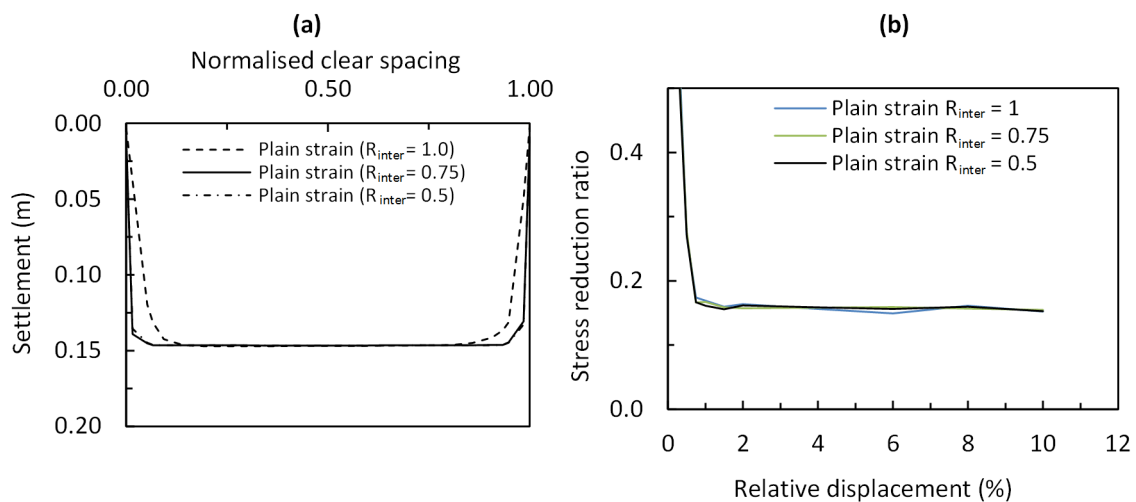 (a)
Normalised clear spacing
0.00 0.50 1.00
0.00
0.05
0.10
0.15
0.20
Settlement (m)
Plain strain (Rinter= 1.0)
Plain strain (Rinter= 0.75)
Plain strain (Rinter= 0.5)
(b)
Plain strain Rinter = 1
Plain strain Rinter = 0.75
Plain strain Rinter = 0.5
0.4
0.2
0.0
Stress reduction ratio
0 2 4 6 8 10 12
Relative displacement (%)